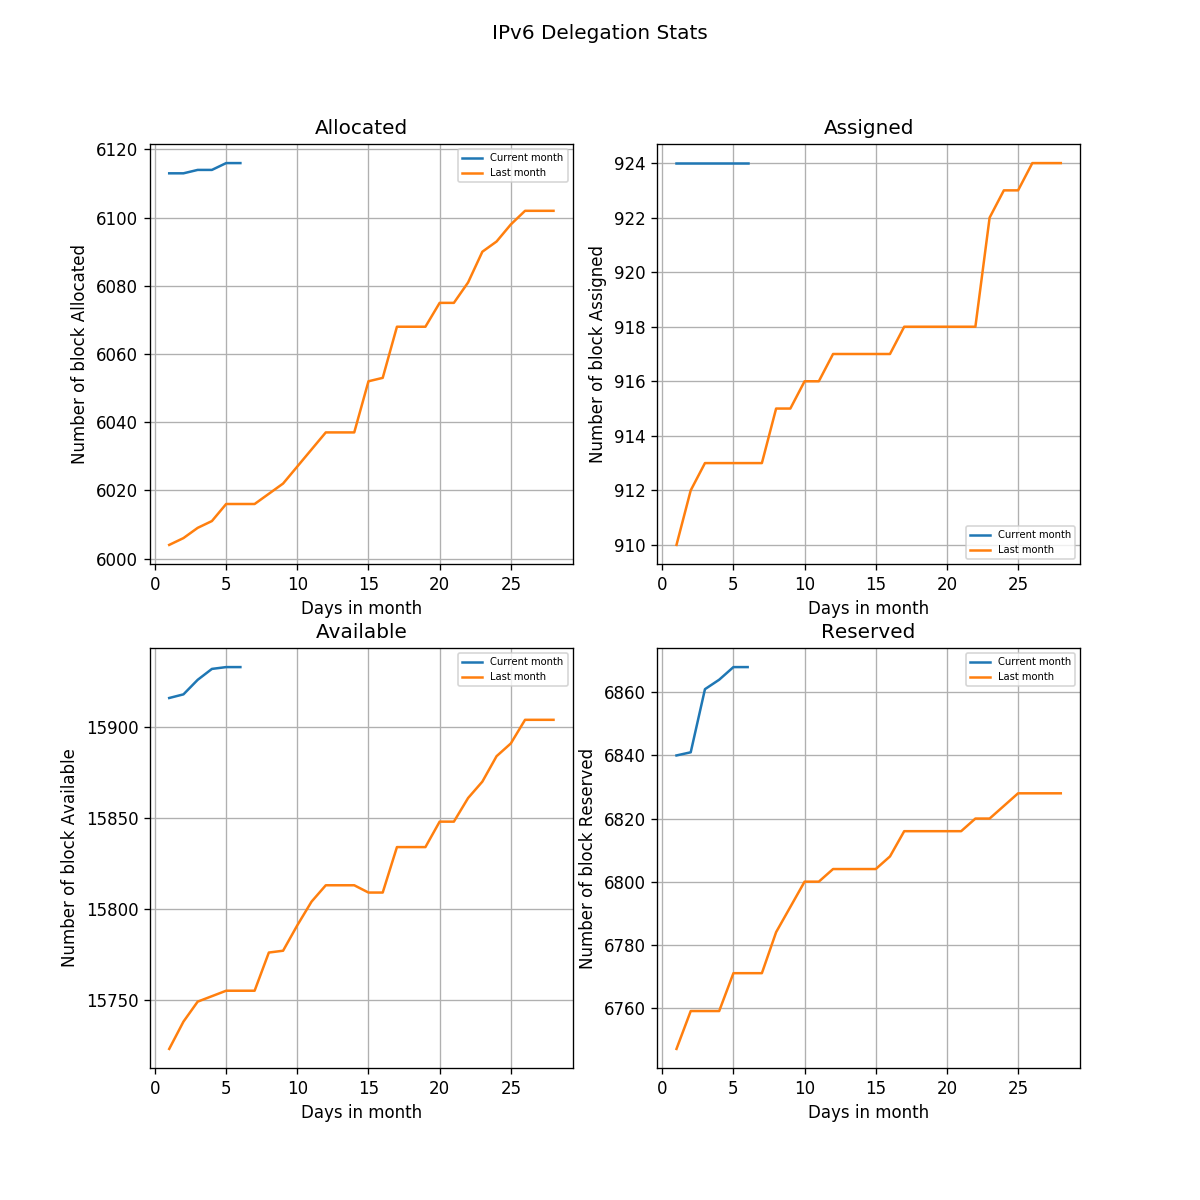 IPv6 Delegation Stats
Allocated
Number of block Allocated
6120
6100
6080
6060
6040
6020
6000
0 5 10 15 20 25
Days in month
Current month
Last month
Assigned
Number of block Assigned
924
922
920
918
916
914
912
910
0 5 10 15 20 25
Days in month
Current month
Last month
Available
Number of block Available
15900
15850
15800
15750
0 5 10 15 20 25
Days in month
Current month
Last month
Reserved
Number of block Reserved
6860
6840
6820
6800
6780
6760
0 5 10 15 20 25
Days in month
Current month
Last month